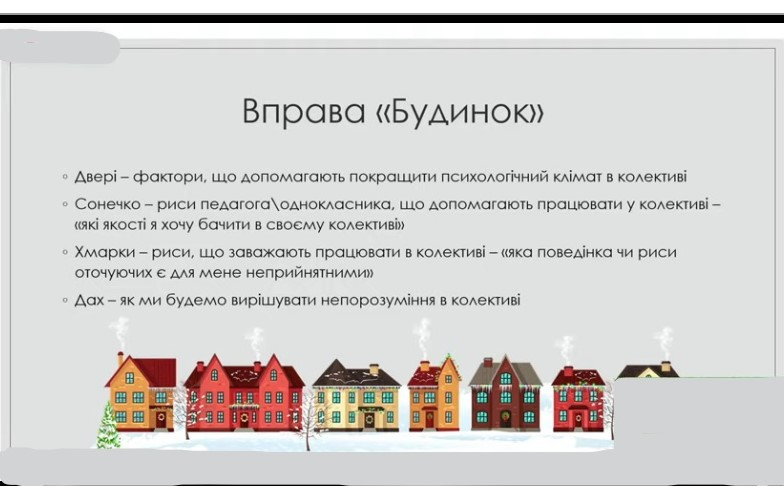 Вправа «Будинок»
◦ Двері – фактори, що допомагають покращити психологічний клімат в колективі
◦ Сонечко – риси педагога\однокласника, що допомагають працювати у колективі –
«які якості я хочу бачити в своєму колективі»
◦ Хмарки – риси, що заважають працювати в колективі – «яка поведінка чи риси
оточуючих є для мене неприйнятними»
◦ Дах – як ми будемо вирішувати непорозуміння в колективі